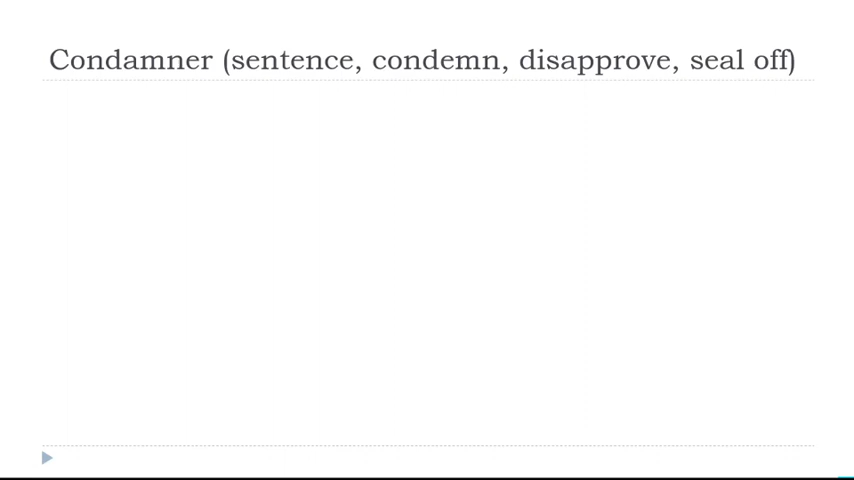 Condamner (sentence, condemn, disapprove, seal off)